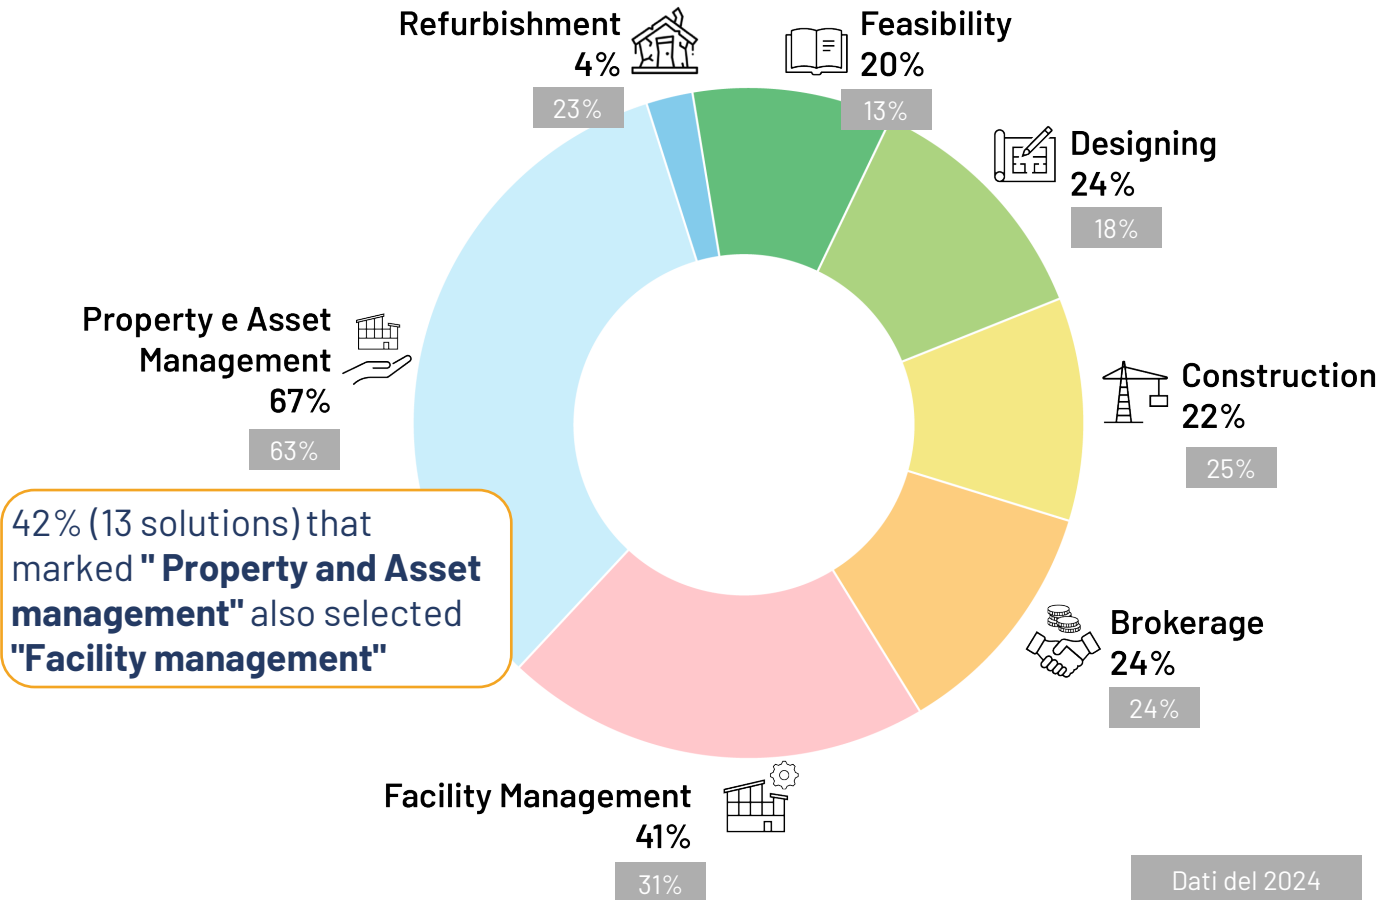 Refurbishment
4%
23%
Feasibility
20%
13%
Designing
24%
18%
Property e Asset
Management
67%
63%
Construction
22%
25%
42% (13 solutions) that
marked " Property and Asset
management" also selected
"Facility management"
Brokerage
24%
24%
Facility Management
41%
31%
Dati del 2024